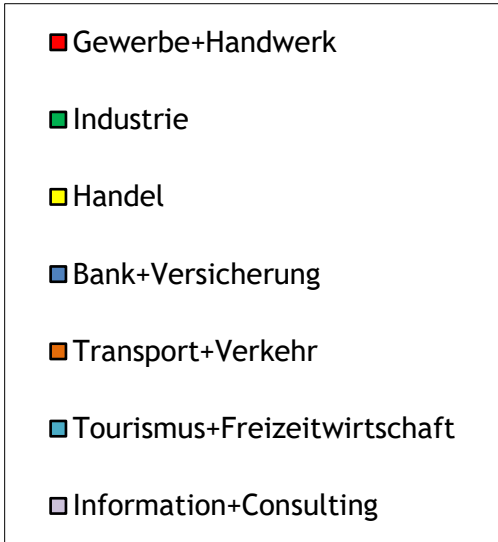 Gewerbe+Handwerk
Industrie
Handel
Bank+Versicherung
Transport+Verkehr
Tourismus+Freizeitwirtschaft
Information+Consulting